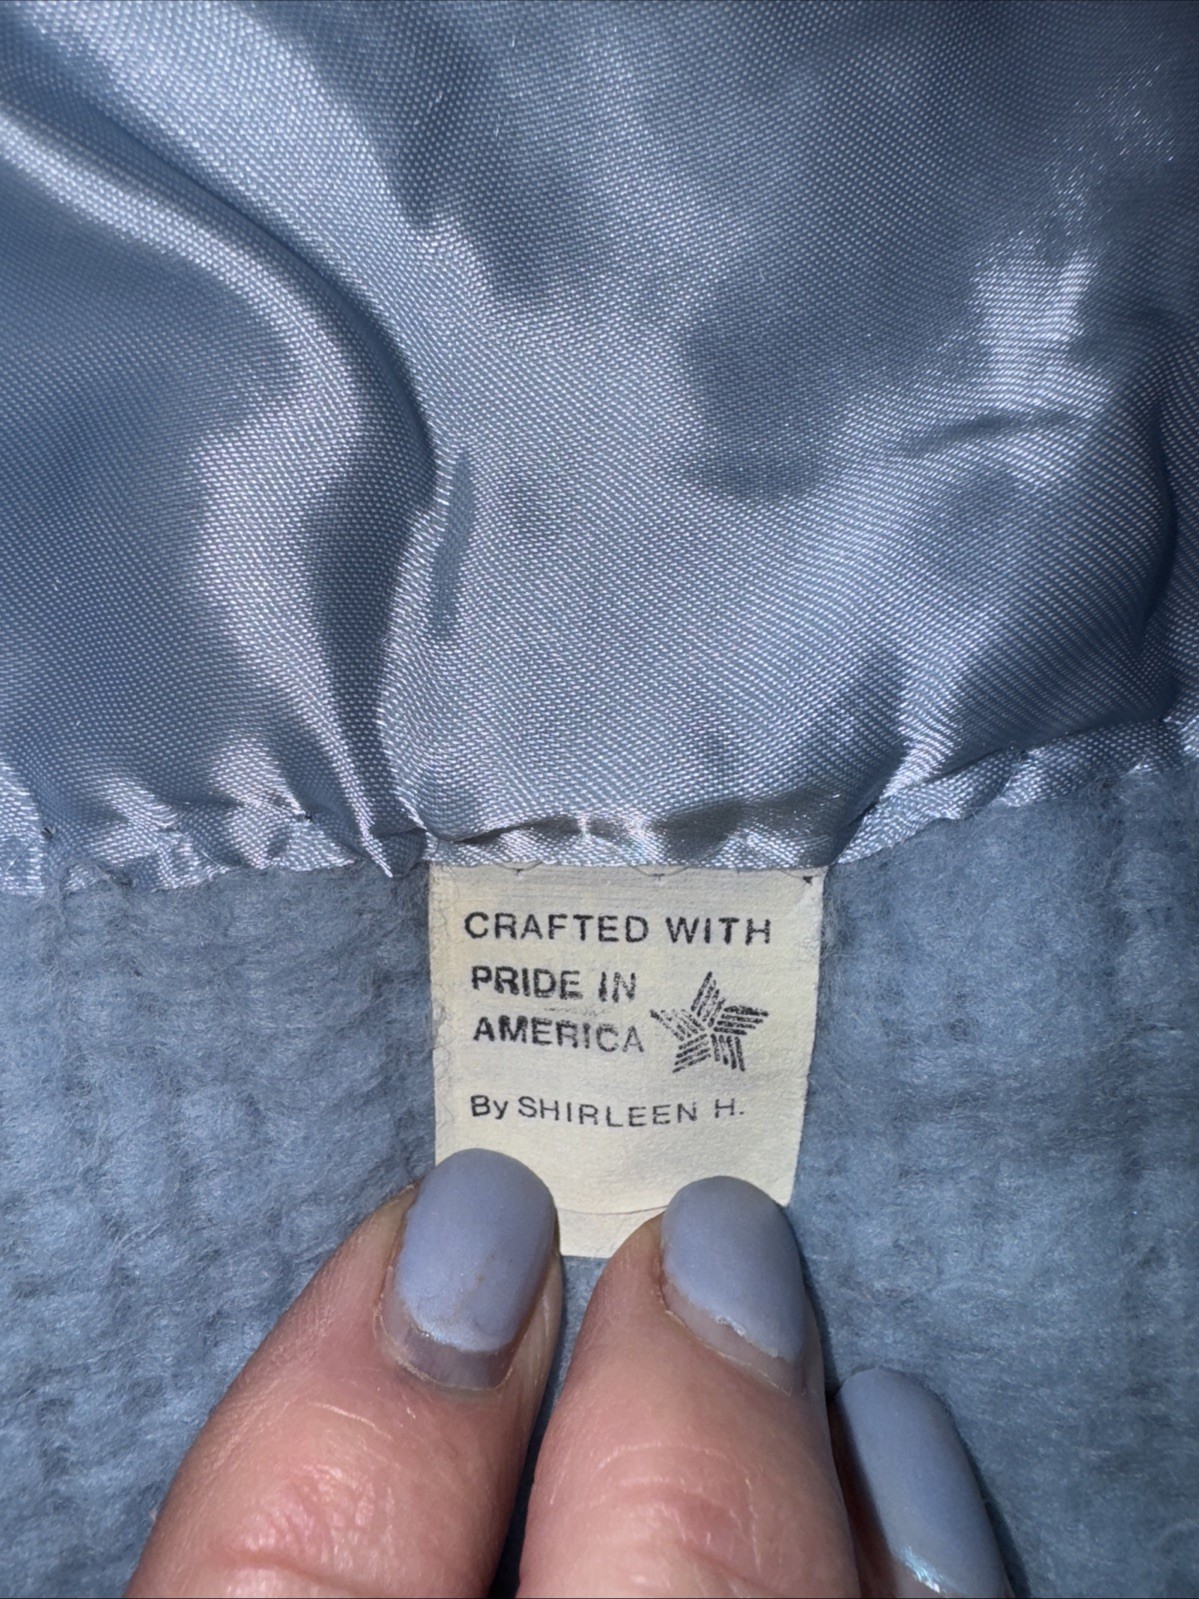 CRAFTED WITH
PRIDE IN
AMERICA
By SHIRLEEN H.